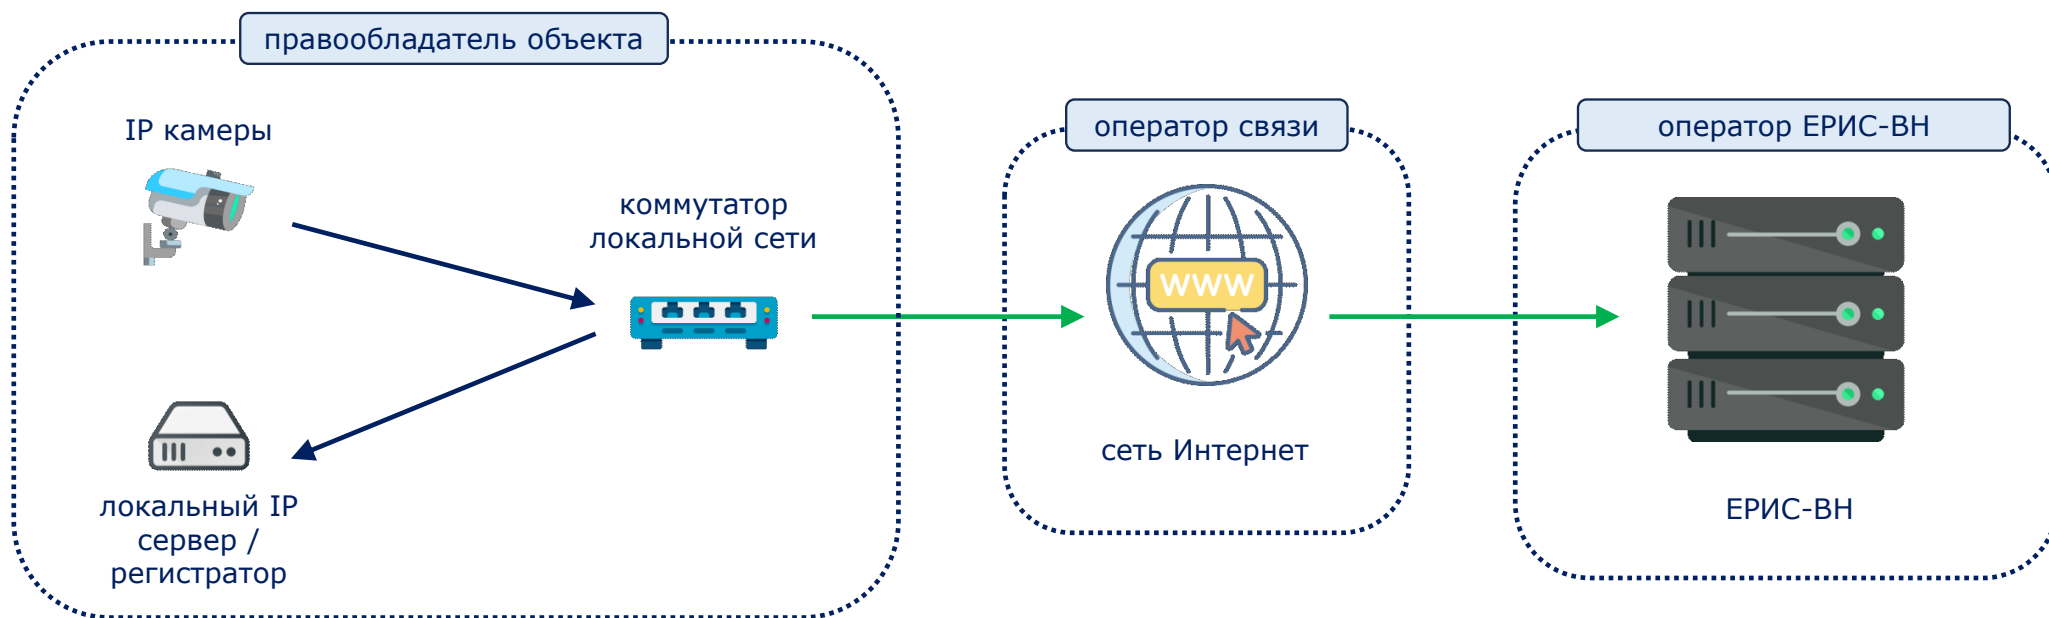 правообладатель объекта
IP камеры
коммутатор
локальной сети
локальный IP
сервер /
регистратор
оператор связи
WWW
сеть Интернет
оператор ЕРИС-ВН
ЕРИС-ВН